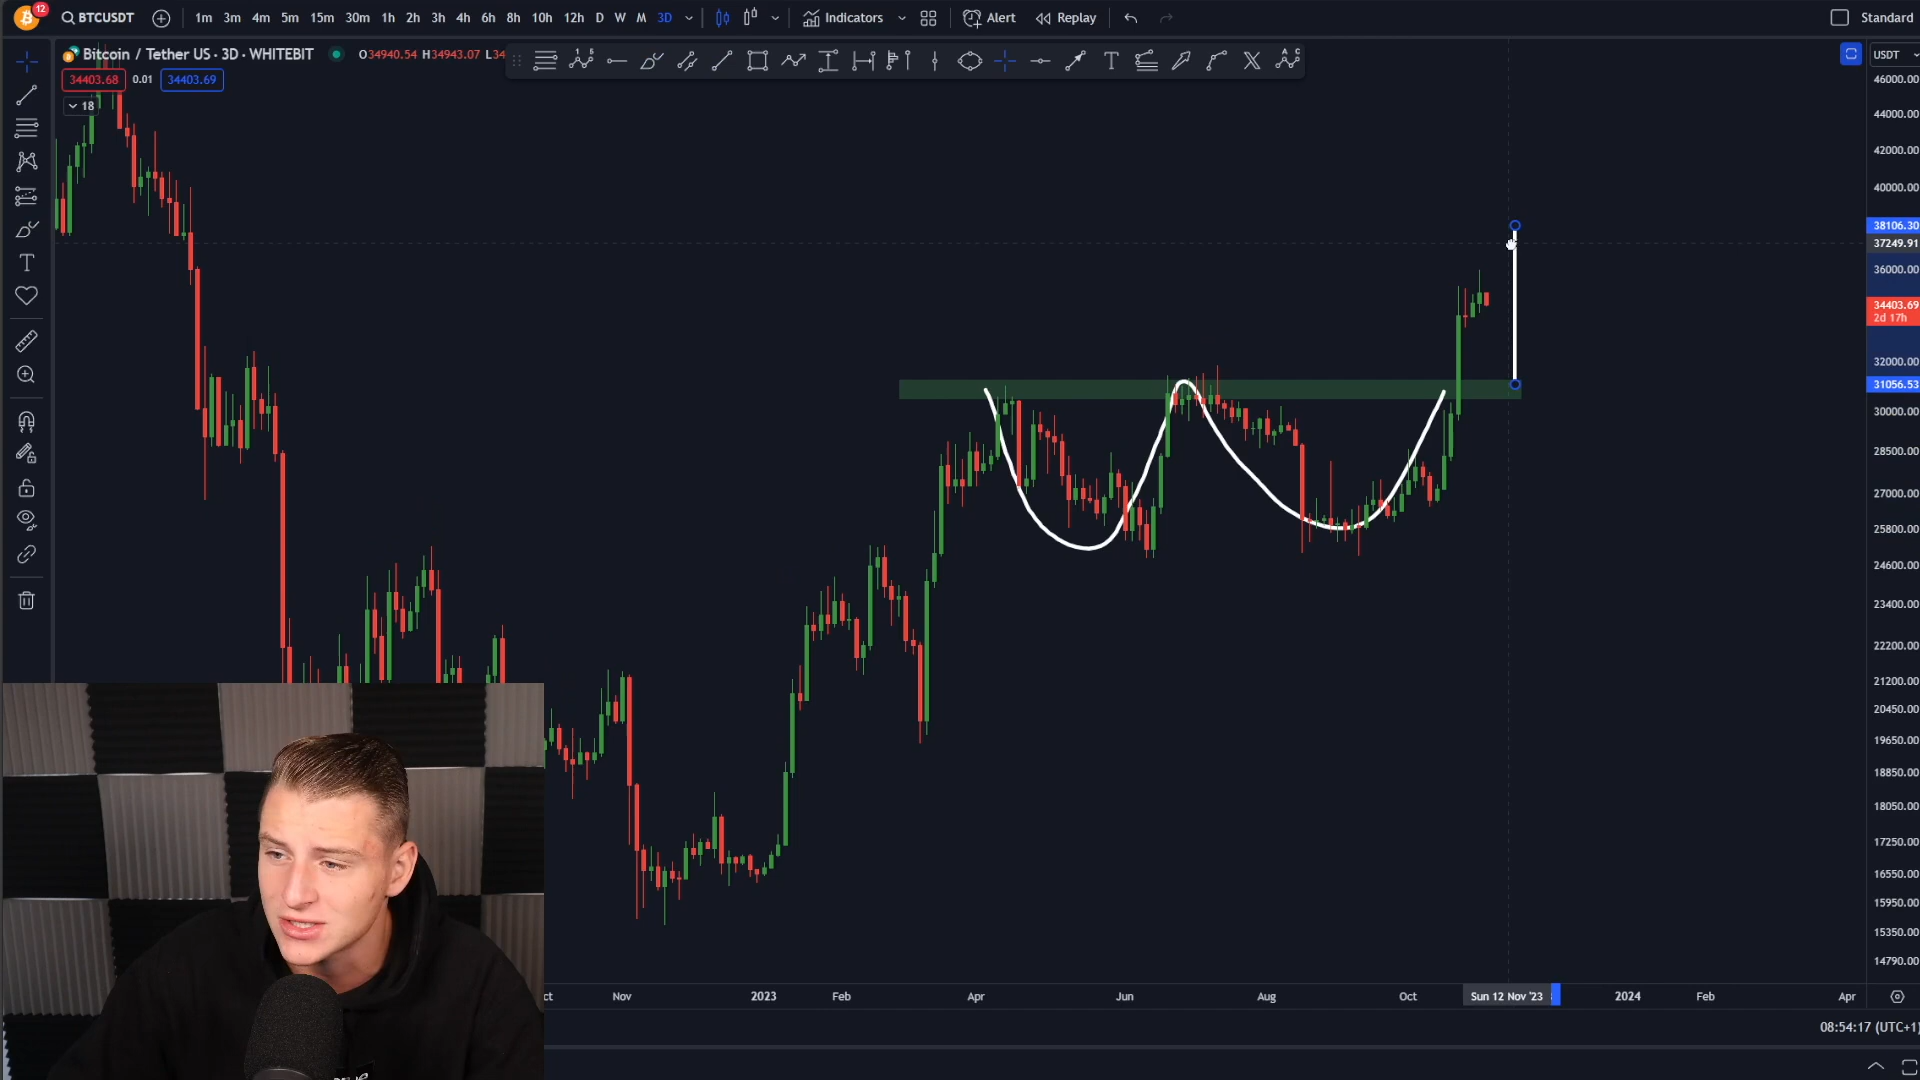 12
BTCUSDT
1m 3m 4m 5m 15m 30m 1h 2h 3h 4h 6h 8h 10h 12h D W M 3D
Indicators
Alert
Replay
Standard
Bitcoin / Tether US · 3D · WHITEBIT
O34940.54 H34943.07 L34
34403.68 0.01 34403.69
18
1 5
A C
USDT
46000.00
44000.00
42000.00
40000.00
38106.30
37249.91
36000.00
34403.69
2d 17h
32000.00
31056.53
30000.00
28500.00
27000.00
25800.00
24600.00
23400.00
22200.00
21200.00
20450.00
19650.00
18850.00
18050.00
17250.00
16550.00
15950.00
15350.00
14790.00
ct Nov 2023 Feb Apr Jun Aug Oct Sun 12 Nov '23 2024 Feb Apr
08:54:17 (UTC+1)